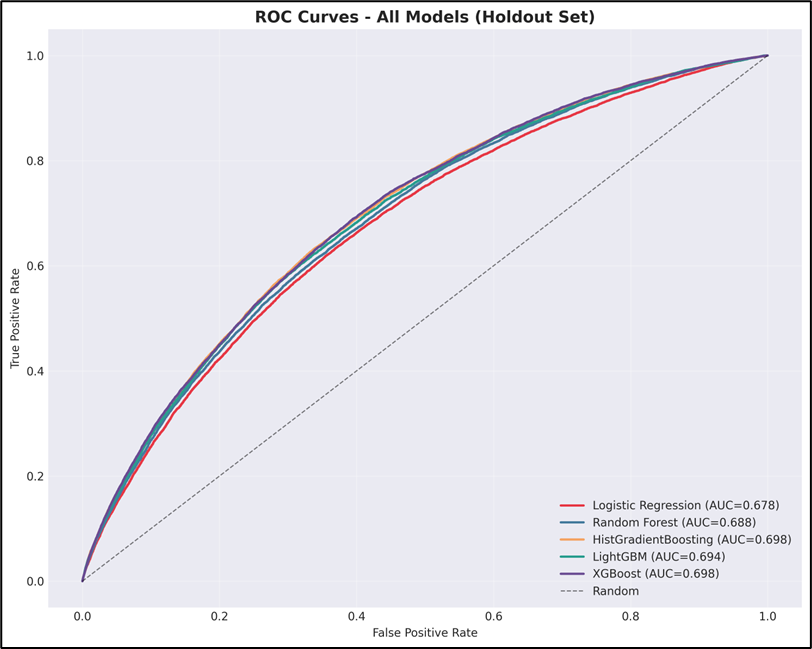 ROC Curves - All Models (Holdout Set)
True Positive Rate
1.0
0.8
0.6
0.4
0.2
0.0
0.0 0.2 0.4 0.6 0.8 1.0
False Positive Rate
Logistic Regression (AUC=0.678)
Random Forest (AUC=0.688)
HistGradientBoosting (AUC=0.698)
LightGBM (AUC=0.694)
XGBoost (AUC=0.698)
Random